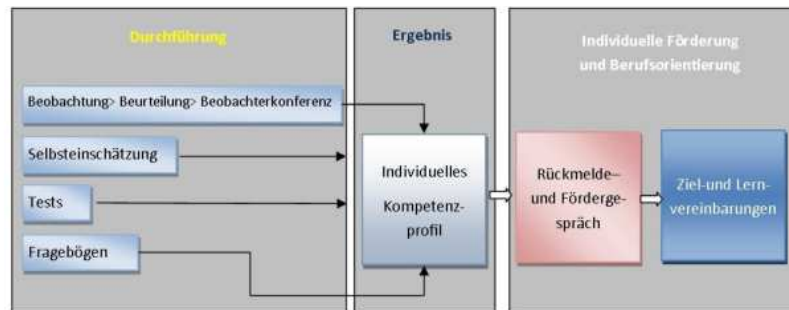 Durchführung
Beobachtung> Beurteilung> Beobachterkonferenz
Selbsteinschätzung
Tests
Fragebögen
Ergebnis
Individuelles
Kompetenz-
profil
Individuelle Förderung
und Berufsorientierung
Rückmelde–
und Förderge-
spräch
Ziel-und Lern-
vereinbarungen